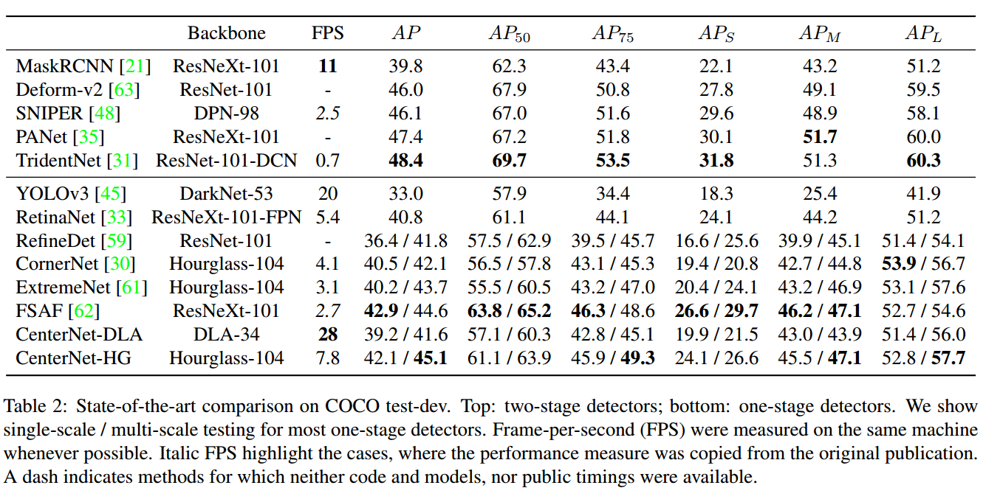 Backbone FPS AP AP50 AP75 APS APM APL
MaskRCNN [21] ResNeXt-101 11 39.8 62.3 43.4 22.1 43.2 51.2
Deform-v2 [63] ResNet-101 - 46.0 67.9 50.8 27.8 49.1 59.5
SNIPER [48] DPN-98 2.5 46.1 67.0 51.6 29.6 48.9 58.1
PANet [35] ResNeXt-101 - 47.4 67.2 51.8 30.1 51.7 60.0
TridentNet [31] ResNet-101-DCN 0.7 48.4 69.7 53.5 31.8 51.3 60.3
YOLOv3 [45] DarkNet-53 20 33.0 57.9 34.4 18.3 25.4 41.9
RetinaNet [33] ResNeXt-101-FPN 5.4 40.8 61.1 44.1 24.1 44.2 51.2
RefineDet [59] ResNet-101 - 36.4 / 41.8 57.5 / 62.9 39.5 / 45.7 16.6 / 25.6 39.9 / 45.1 51.4 / 54.1
CornerNet [30] Hourglass-104 4.1 40.5 / 42.1 56.5 / 57.8 43.1 / 45.3 19.4 / 20.8 42.7 / 44.8 53.9 / 56.7
ExtremeNet [61] Hourglass-104 3.1 40.2 / 43.7 55.5 / 60.5 43.2 / 47.0 20.4 / 24.1 43.2 / 46.9 53.1 / 57.6
FSAF [62] ResNeXt-101 2.7 42.9 / 44.6 63.8 / 65.2 46.3 / 48.6 26.6 / 29.7 46.2 / 47.1 52.7 / 54.6
CenterNet-DLA DLA-34 28 39.2 / 41.6 57.1 / 60.3 42.8 / 45.1 19.9 / 21.5 43.0 / 43.9 51.4 / 56.0
CenterNet-HG Hourglass-104 7.8 42.1 / 45.1 61.1 / 63.9 45.9 / 49.3 24.1 / 26.6 45.5 / 47.1 52.8 / 57.7
Table 2: State-of-the-art comparison on COCO test-dev. Top: two-stage detectors; bottom: one-stage detectors. We show
single-scale / multi-scale testing for most one-stage detectors. Frame-per-second (FPS) were measured on the same machine
whenever possible. Italic FPS highlight the cases, where the performance measure was copied from the original publication.
A dash indicates methods for which neither code and models, nor public timings were available.